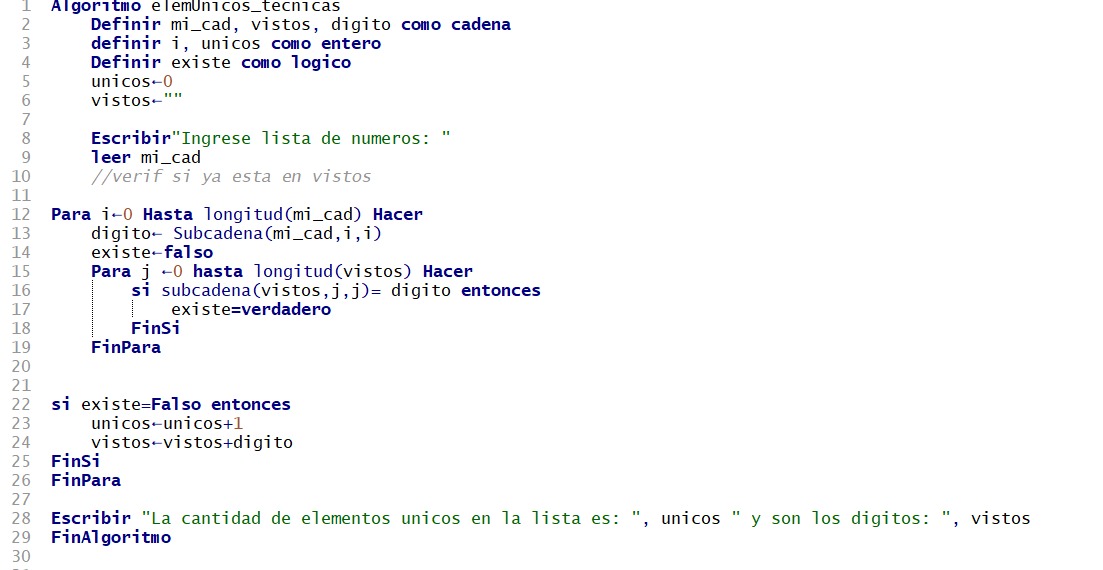 1 Algoritmo elemUnicos_tecnicas
2 Definir mi_cad, vistos, digito como cadena
3 definir i, unicos como entero
4 Definir existe como logico
5 unicos←0
6 vistos←""
7
8 Escribir"Ingrese lista de numeros: "
9 leer mi_cad
10 //verif si ya esta en vistos
11
12 Para i←0 Hasta longitud(mi_cad) Hacer
13 digito← Subcadena(mi_cad,i,i)
14 existe←falso
15 Para j ←0 hasta longitud(vistos) Hacer
16 si subcadena(vistos,j,j)= digito entonces
17 existe=verdadero
18 FinSi
19 FinPara
20
21
22 si existe=Falso entonces
23 unicos←unicos+1
24 vistos←vistos+digito
25 FinSi
26 FinPara
27
28 Escribir "La cantidad de elementos unicos en la lista es: ", unicos " y son los digitos: ", vistos
29 FinAlgoritmo
30